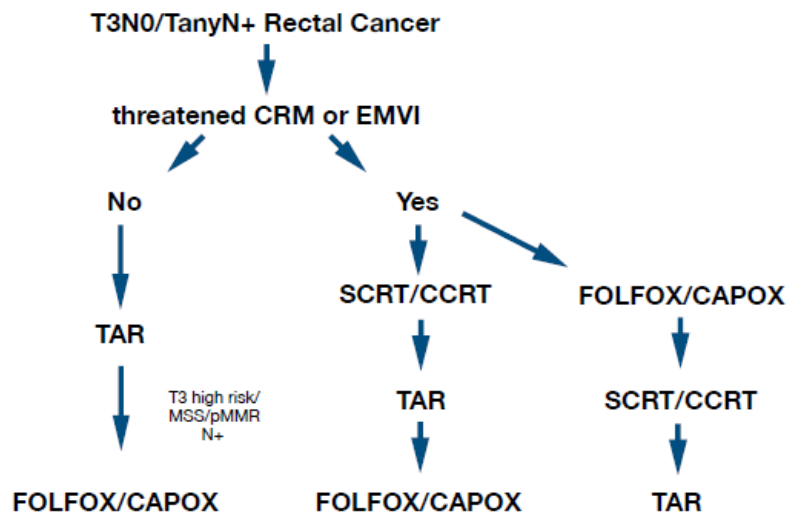 T3N0/TanyN+ Rectal Cancer
threatened CRM or EMVI
No
Yes
SCRT/CCRT
FOLFOX/CAPOX
TAR
T3 high risk/
MSS/pMMR
N+
TAR
SCRT/CCRT
FOLFOX/CAPOX
FOLFOX/CAPOX
TAR